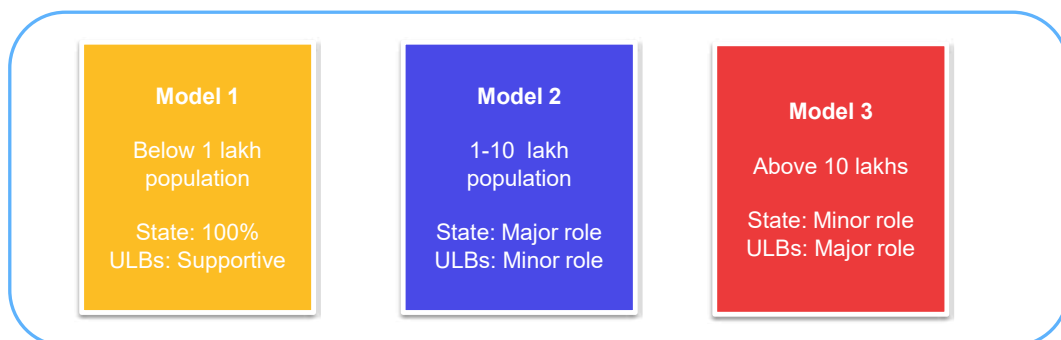 Model 1
Below 1 lakh
population
State: 100%
ULBs: Supportive
Model 2
1-10 lakh
population
State: Major role
ULBs: Minor role
Model 3
Above 10 lakhs
State: Minor role
ULBs: Major role